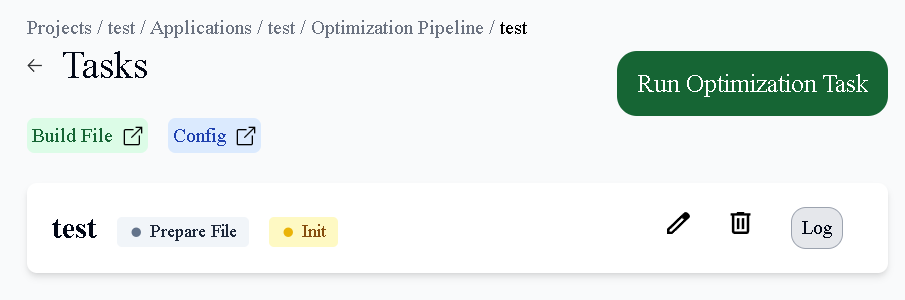 Projects / test / Applications / test / Optimization Pipeline / test
Tasks
Run Optimization Task
Build File
Config
test
Prepare File
Init
Log